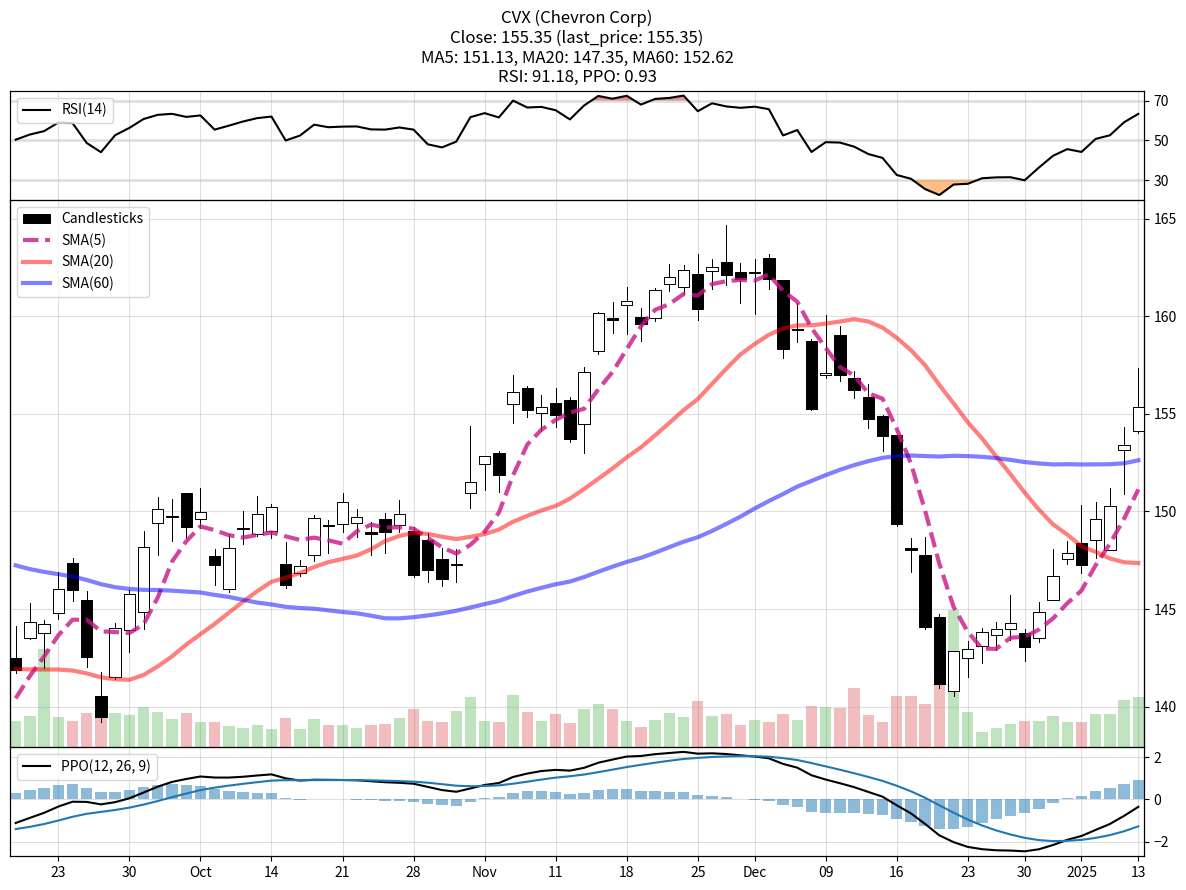 CVX (Chevron Corp)
Close: 155.35 (last_price: 155.35)
MA5: 151.13, MA20: 147.35, MA60: 152.62
RSI: 91.18, PPO: 0.93
RSI(14)
70
50
30
Candlesticks
SMA(5)
SMA(20)
SMA(60)
165
160
155
150
145
140
PPO(12, 26, 9)
2
0
−2
23 30 Oct 14 21 28 Nov 11 18 25 Dec 09 16 23 30 2025 13